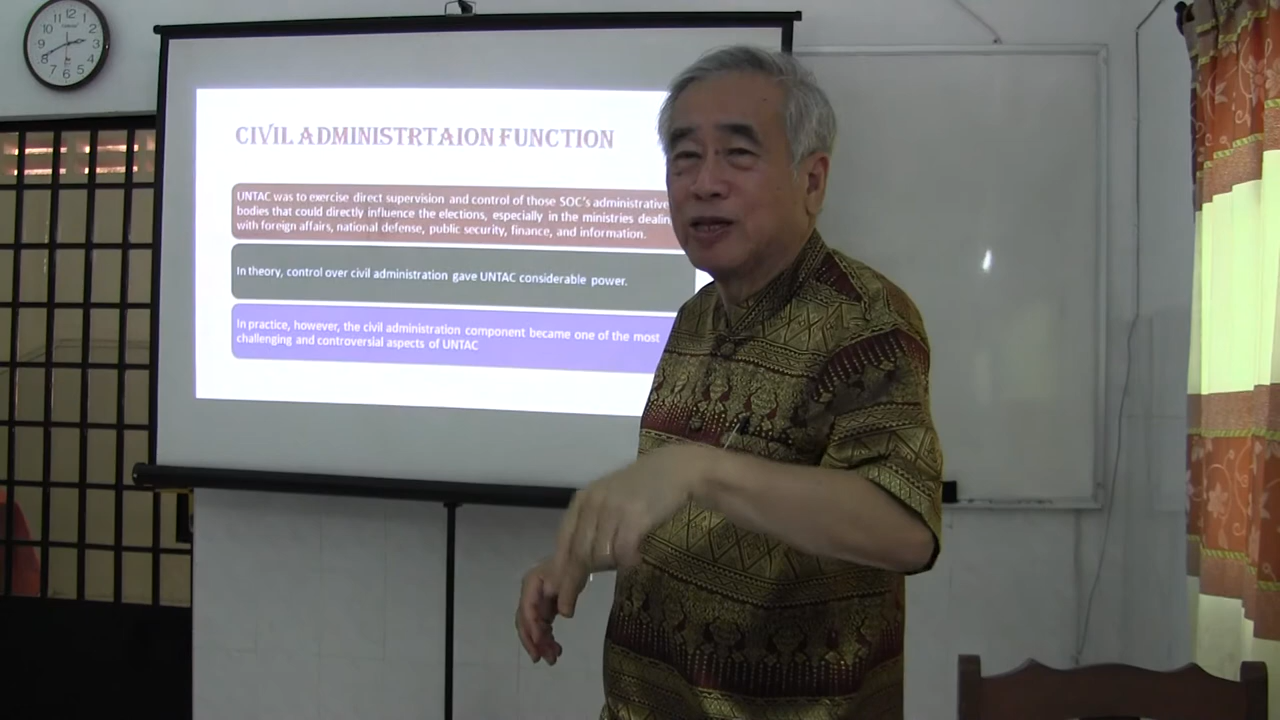 CIVIL ADMINISTRTAION FUNCTION
UNTAC was to exercise direct supervision and control of those SOC's administrative
bodies that could directly influence the elections, especially in the ministries dealin
with foreign affairs, national defense, public security, finance, and information.
In theory, control over civil administration gave UNTAC considerable power.
In practice, however, the civil administration component became one of the most
challenging and controversial aspects of UNTAC